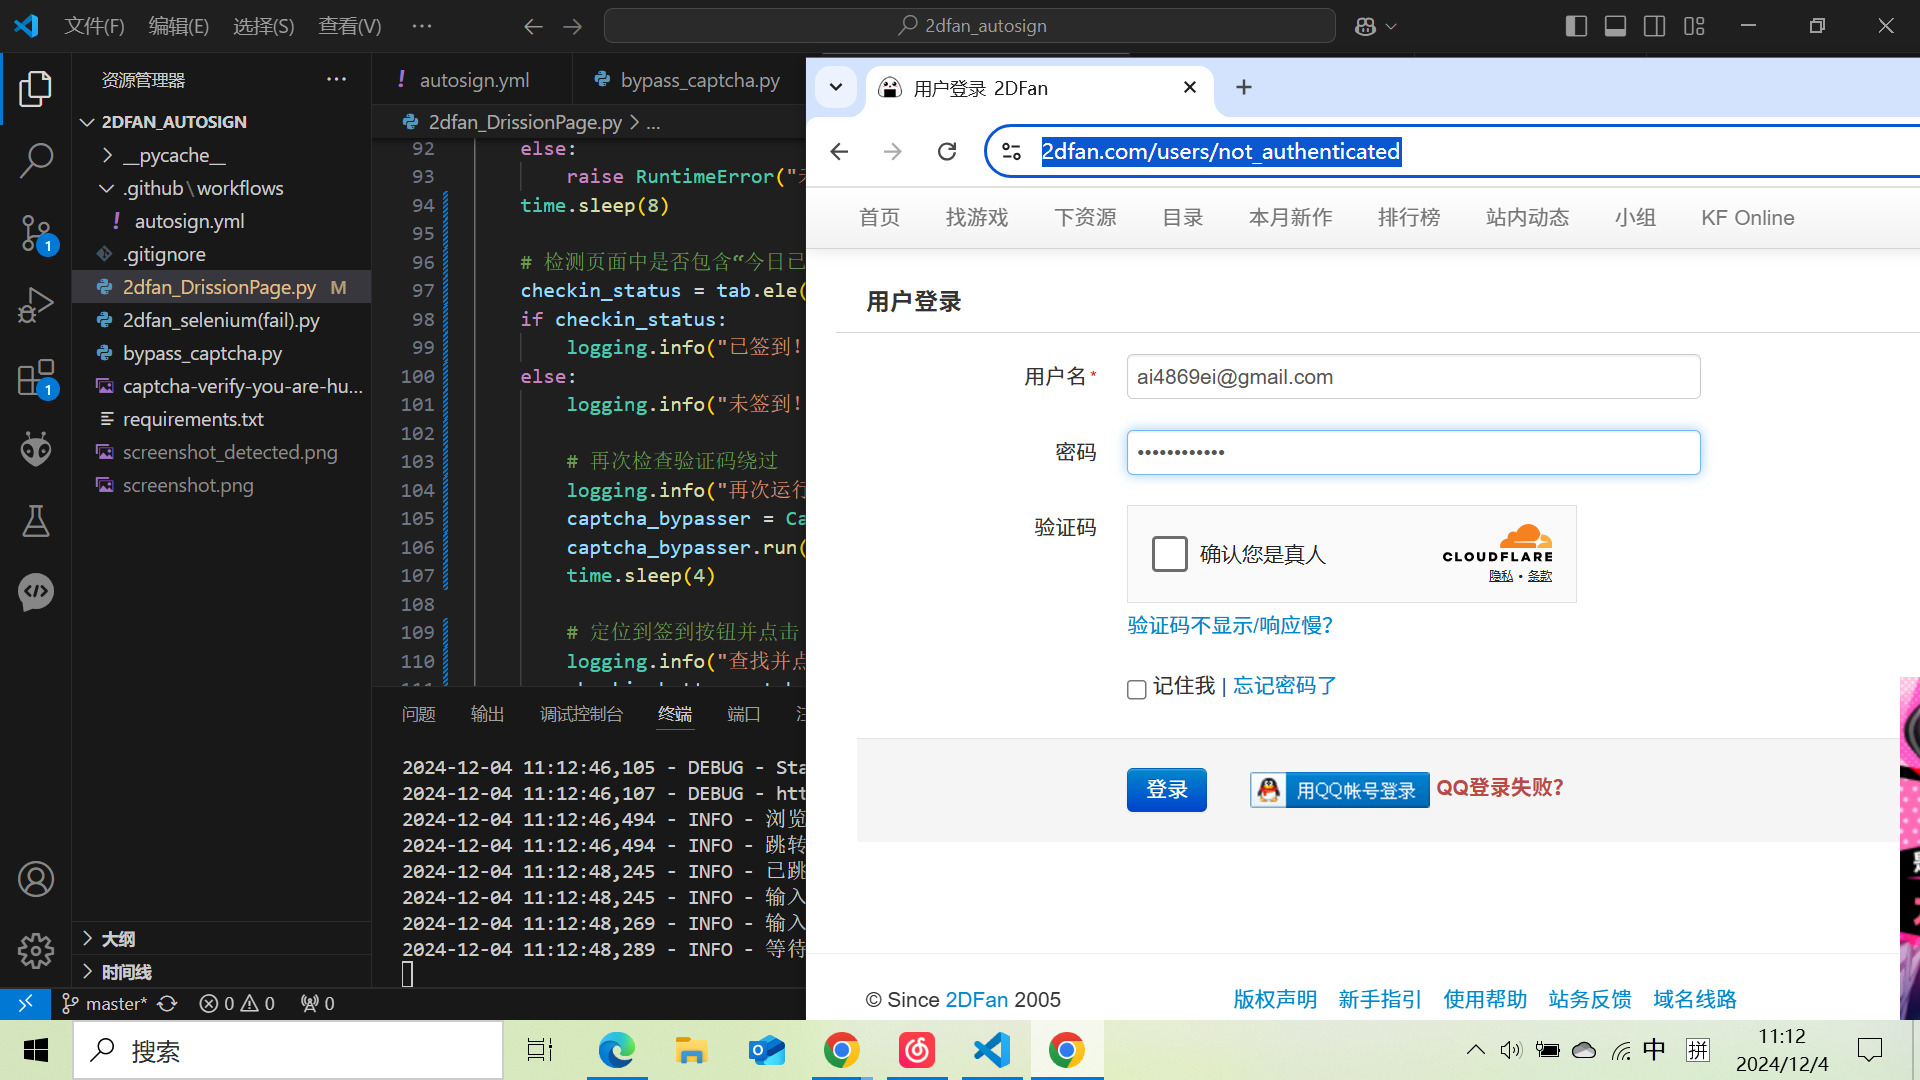 文件(F) 编辑(E) 选择(S) 查看(V) ···
2dfan_autosign
资源管理器 ···
2DFAN_AUTOSIGN
__pycache__
.github\workflows
! autosign.yml
.gitignore
2dfan_DrissionPage.py M
2dfan_selenium(fail).py
bypass_captcha.py
captcha-verify-you-are-hu...
requirements.txt
screenshot_detected.png
screenshot.png
大纲
时间线
1
1
! autosign.yml
bypass_captcha.py
2dfan_DrissionPage.py > ...
92 else:
93 raise RuntimeError("
94 time.sleep(8)
95
96 # 检测页面中是否包含“今日已
97 checkin_status = tab.ele(
98 if checkin_status:
99 logging.info("已签到!
100 else:
101 logging.info("未签到!
102
103 # 再次检查验证码绕过
104 logging.info("再次运行
105 captcha_bypasser = Ca
106 captcha_bypasser.run(
107 time.sleep(4)
108
109 # 定位到签到按钮并点击
110 logging.info("查找并点
问题 输出 调试控制台 终端 端口
2024-12-04 11:12:46,105 - DEBUG - Sta
2024-12-04 11:12:46,107 - DEBUG - htt
2024-12-04 11:12:46,494 - INFO - 浏览
2024-12-04 11:12:46,494 - INFO - 跳转
2024-12-04 11:12:48,245 - INFO - 已跳
2024-12-04 11:12:48,245 - INFO - 输入
2024-12-04 11:12:48,269 - INFO - 输入
2024-12-04 11:12:48,289 - INFO - 等待
master* 0 0 0
用户登录 2DFan
2dfan.com/users/not_authenticated
首页 找游戏 下资源 目录 本月新作 排行榜 站内动态 小组 KF Online
用户登录
用户名* ai4869ei@gmail.com
密码 ••••••••••••
验证码
确认您是真人
CLOUDFLARE
隐私 • 条款
验证码不显示/响应慢?
记住我 | 忘记密码了
登录 用QQ帐号登录 QQ登录失败?
© Since 2DFan 2005
版权声明 新手指引 使用帮助 站务反馈 域名线路
搜索
中 拼
11:12
2024/12/4